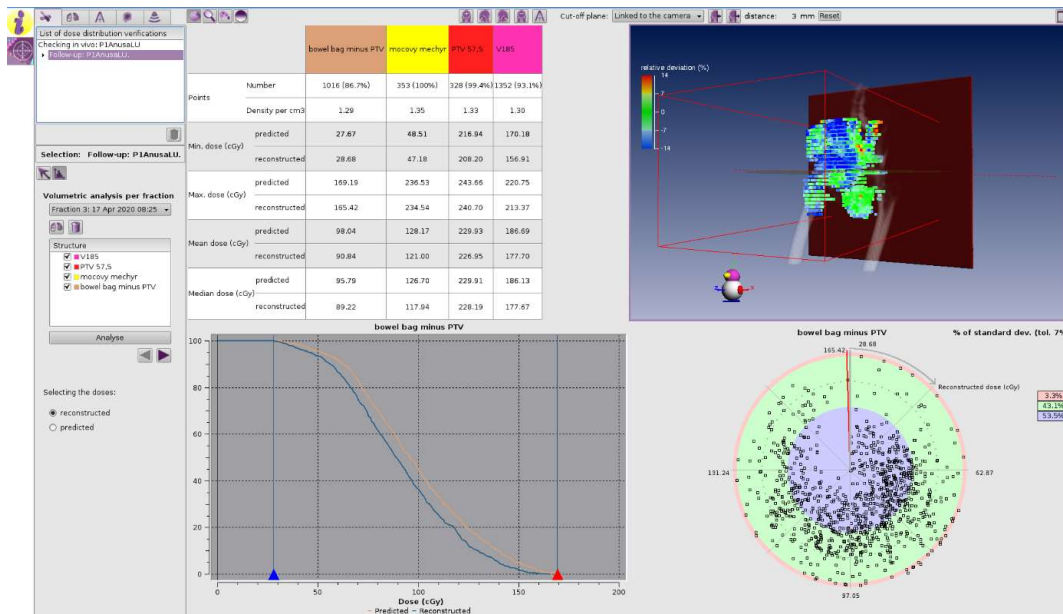 Cut-off plane: Linked to the camera distance: 3 mm Reset
List of dose distribution verifications
Checking in vivo: P1AnusaLU
Follow-up: P1AnusaLU.
Selection: Follow-up: P1AnusaLU.
Volumetric analysis per fraction
Fraction 3: 17 Apr 2020 08:25
Structure
V185
PTV 57,5
mocovy mechyr
bowel bag minus PTV
Analyse
Selecting the doses:
reconstructed
predicted
bowel bag minus PTV mocovy mechyr PTV 57,5 V185
Points Number 1016 (86.7%) 353 (100%) 328 (99.4%) 1352 (93.1%)
Density per cm3 1.29 1.35 1.33 1.30
Min. dose (cGy) predicted 27.67 48.51 216.94 170.18
reconstructed 28.68 47.18 208.20 156.91
Max. dose (cGy) predicted 169.19 236.53 243.66 220.75
reconstructed 165.42 234.54 240.70 213.37
Mean dose (cGy) predicted 98.04 128.17 229.93 186.69
reconstructed 90.84 121.00 226.95 177.70
Median dose (cGy) predicted 95.79 126.70 229.91 186.13
reconstructed 89.22 117.94 228.19 177.67
relative deviation (%)
14
7
0
-7
-14
z x
bowel bag minus PTV
100
80
60
40
20
0
0 50 100 150 200
Dose (cGy)
Predicted Reconstructed
bowel bag minus PTV % of standard dev. (tol. 7%
28.68
165.42
Reconstructed dose (cGy)
3.3%
43.1%
53.5%
131.24
62.87
97.05